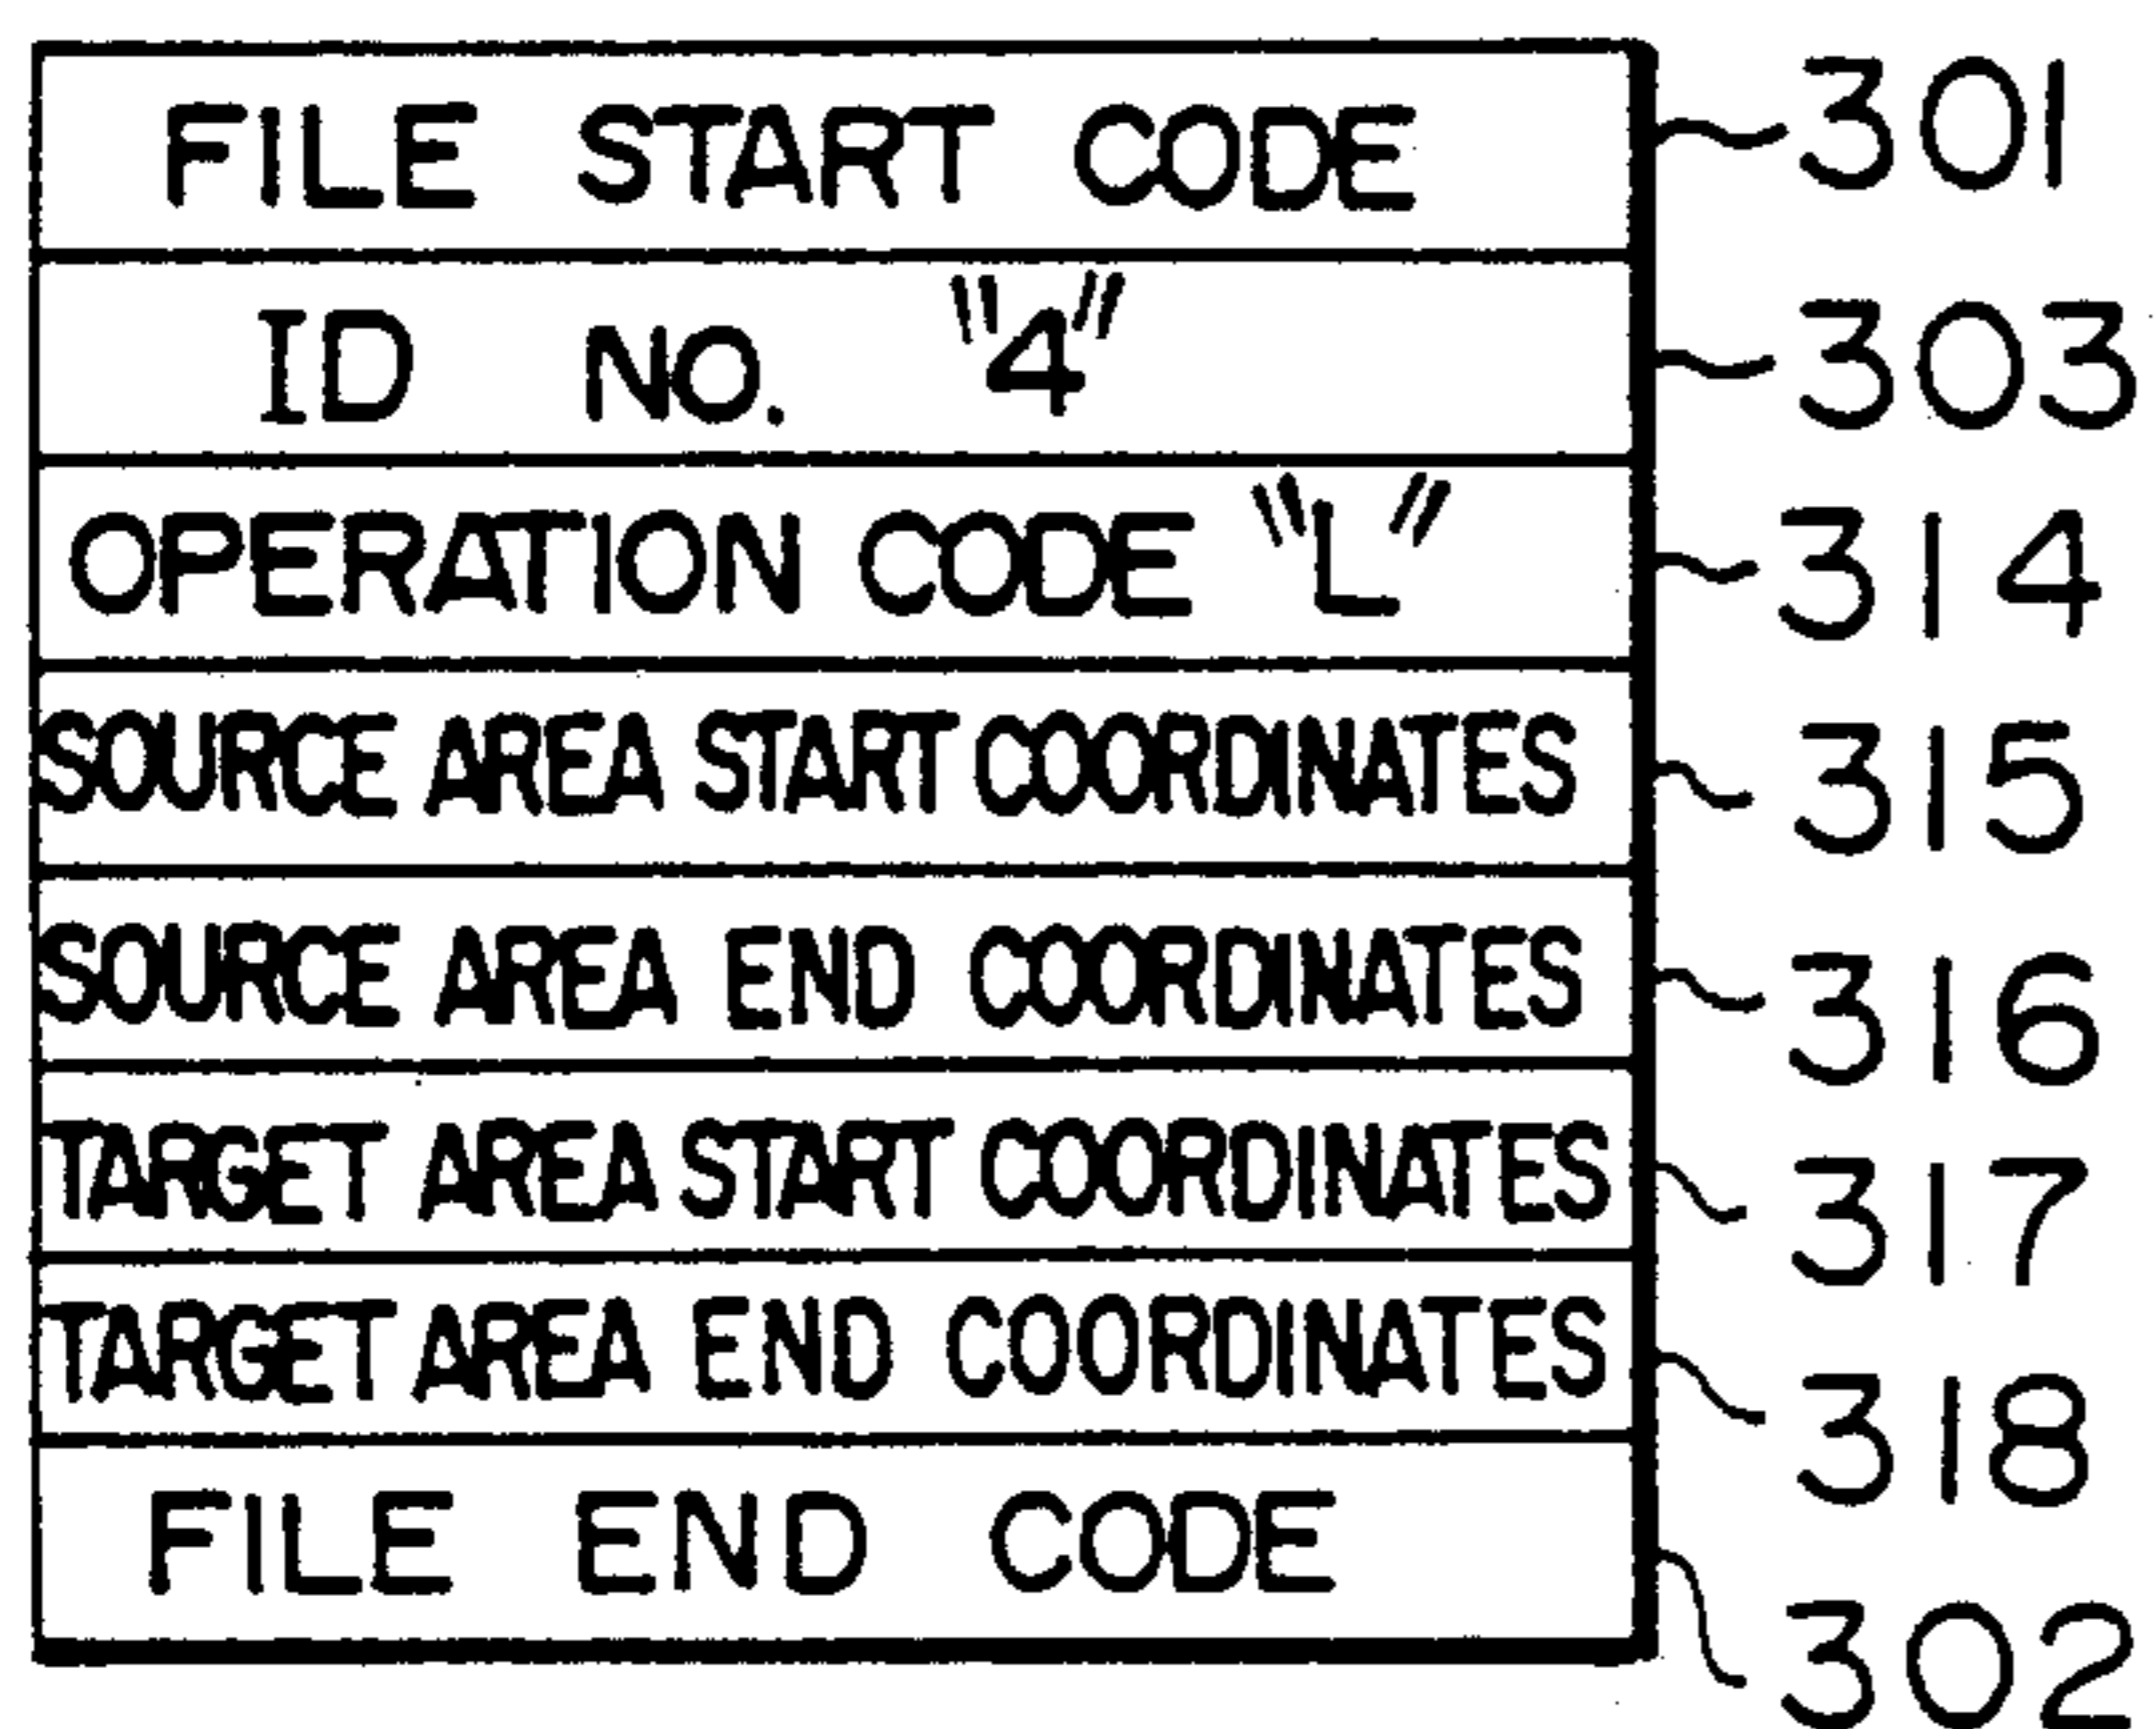 FILE START CODE 301
ID NO. "4" 303
OPERATION CODE "L" 314
SOURCE AREA START COORDINATES 315
SOURCE AREA END COORDINATES 316
TARGET AREA START COORDINATES 317
TARGET AREA END COORDINATES 318
FILE END CODE 302